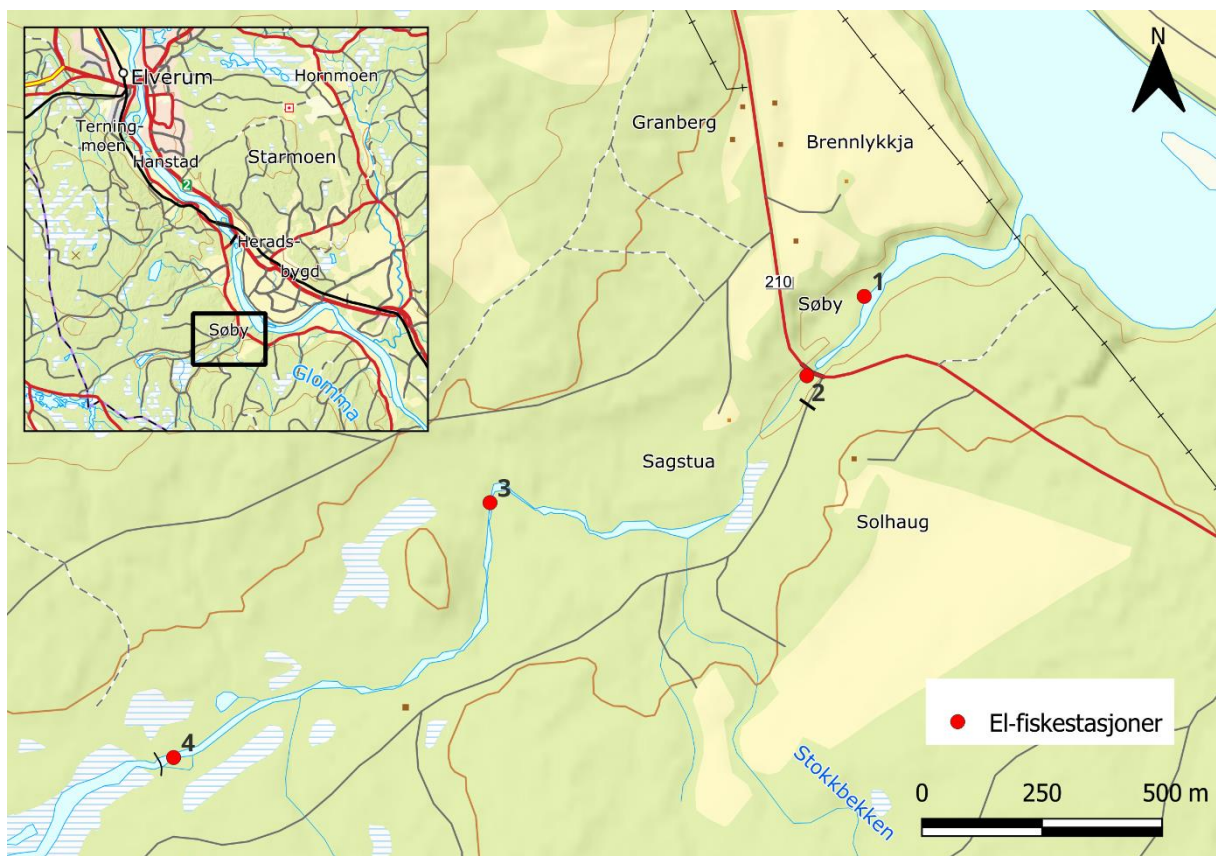 Elverum
Hornmoen
Terning-
moen
Hanstad
Starmoen
2
Herads-
bygd
Søby
Glomma
N
Granberg
Brennlykkja
210
Søby
1
2
Sagstua
3
Solhaug
4
Stokkbekken
El-fiskestasjoner
0 250 500 m